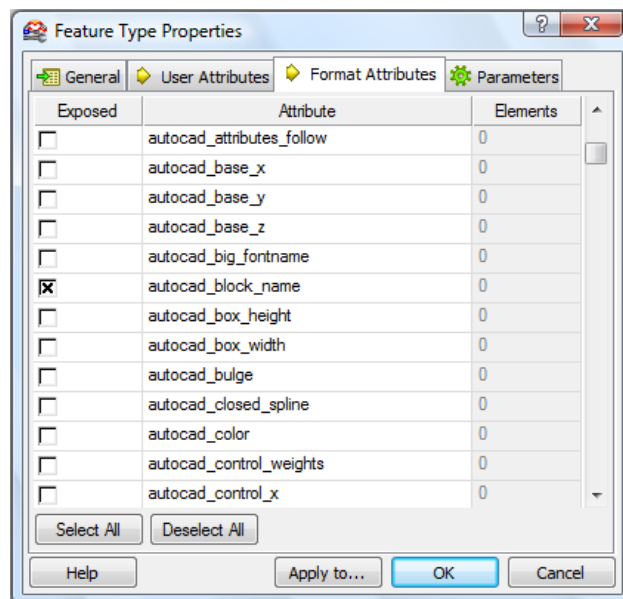 Feature Type Properties
General User Attributes Format Attributes Parameters
Exposed Attribute Elements
autocad_attributes_follow 0
autocad_base_x 0
autocad_base_y 0
autocad_base_z 0
autocad_big_fontname 0
autocad_block_name 0
autocad_box_height 0
autocad_box_width 0
autocad_bulge 0
autocad_closed_spline 0
autocad_color 0
autocad_control_weights 0
autocad_control_x 0
Select All Deselect All
Help Apply to... OK Cancel